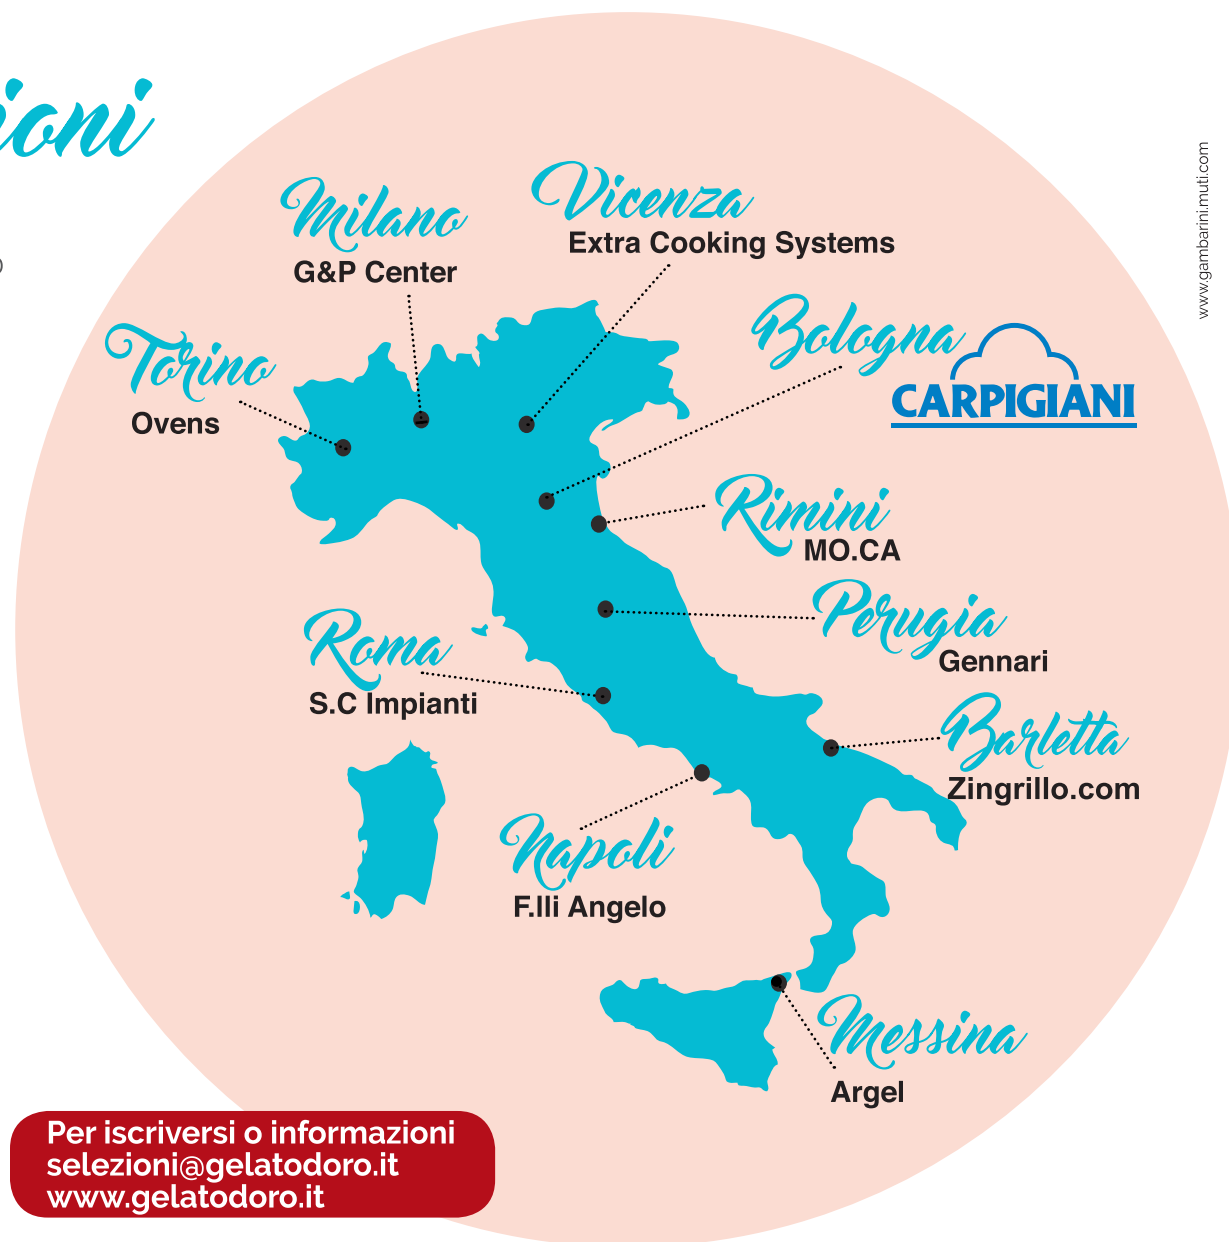 ioni
www.gambarini.muti.com
Milano
G&P Center
Vicenza
Extra Cooking Systems
Torino
Ovens
Bologna
CARPIGIANI
Rimini
MO.CA
Perugia
Gennari
Roma
S.C Impianti
Barletta
Zingrillo.com
Napoli
F.lli Angelo
Messina
Argel
Per iscriversi o informazioni
selezioni@gelatodoro.it
www.gelatodoro.it